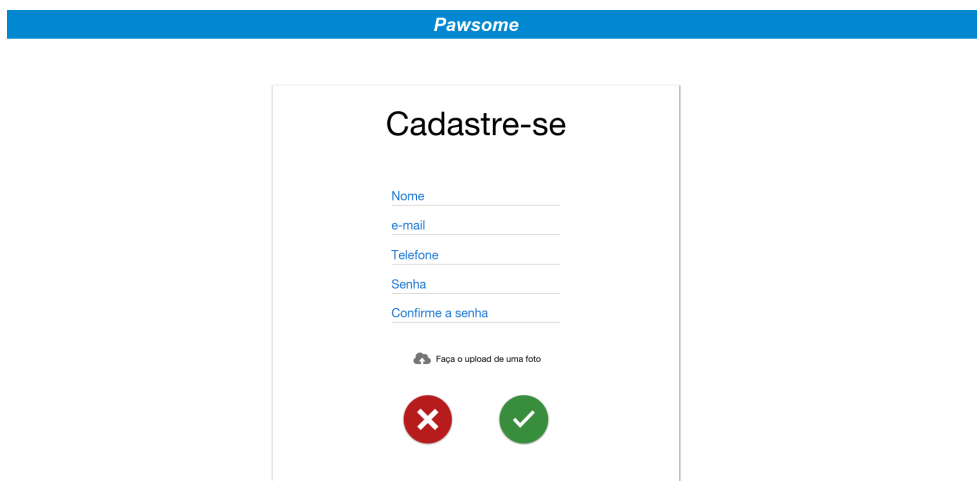 Pawsome
Cadastre-se
Nome
e-mail
Telefone
Senha
Confirme a senha
Faça o upload de uma foto